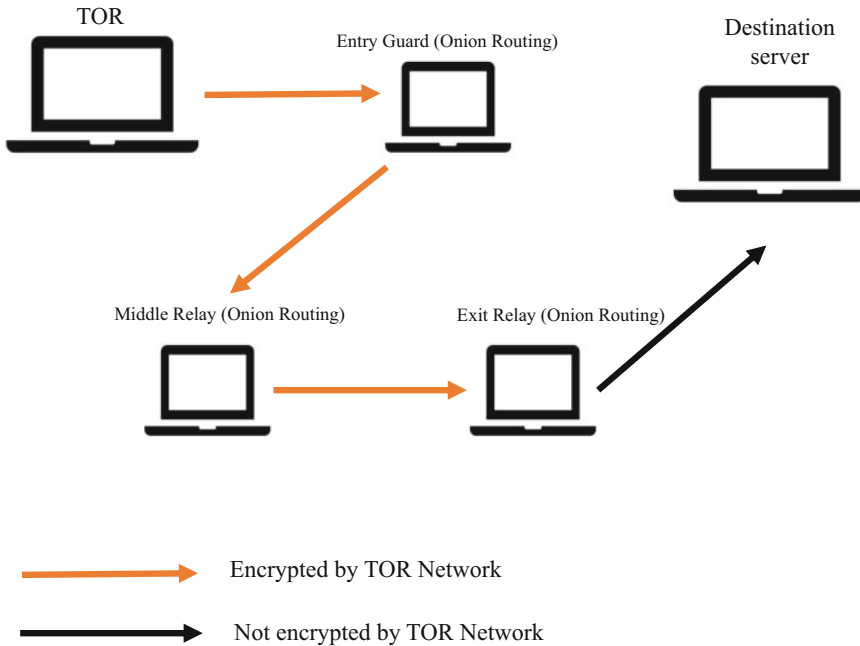 TOR
Entry Guard (Onion Routing)
Destination
server
Middle Relay (Onion Routing)
Exit Relay (Onion Routing)
Encrypted by TOR Network
Not encrypted by TOR Network